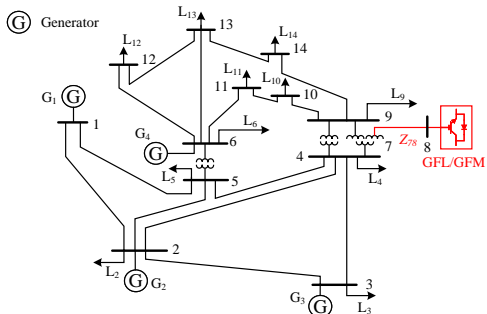 G Generator
L13
13
L12
12
L14
14
L11
11
L10
10
G1 G
1
L9
9
L6
6
G4 G
7
Z78
8
GFL/GFM
4
L4
L5
5
2
L2
G G2
3
G3 G
L3